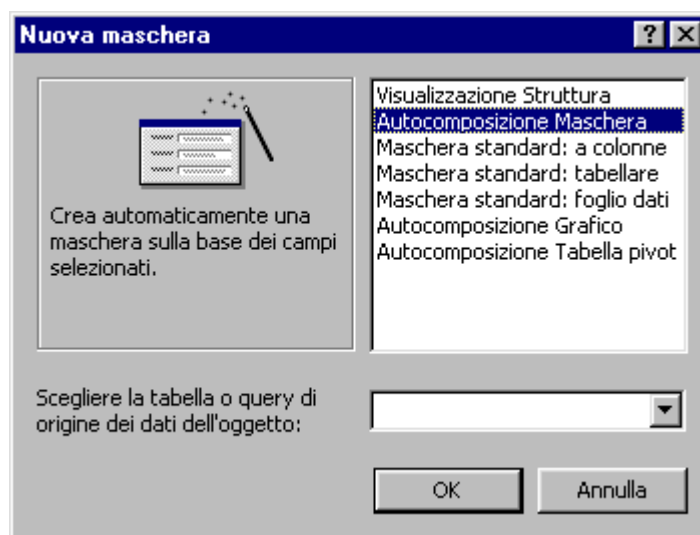 Nuova maschera
Visualizzazione Struttura
Autocomposizione Maschera
Maschera standard: a colonne
Maschera standard: tabellare
Maschera standard: foglio dati
Autocomposizione Grafico
Autocomposizione Tabella pivot
Crea automaticamente una
maschera sulla base dei campi
selezionati.
Scegliere la tabella o query di
origine dei dati dell'oggetto:
OK
Annulla